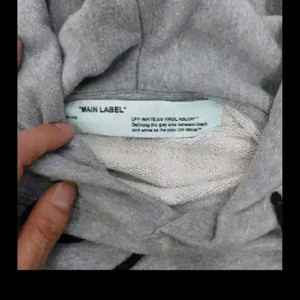 "MAIN LABEL"
OFF-WHITE c/o VIRGIL ABLOH™
Defining the grey area between black
and white as the color OFF-WHITE™